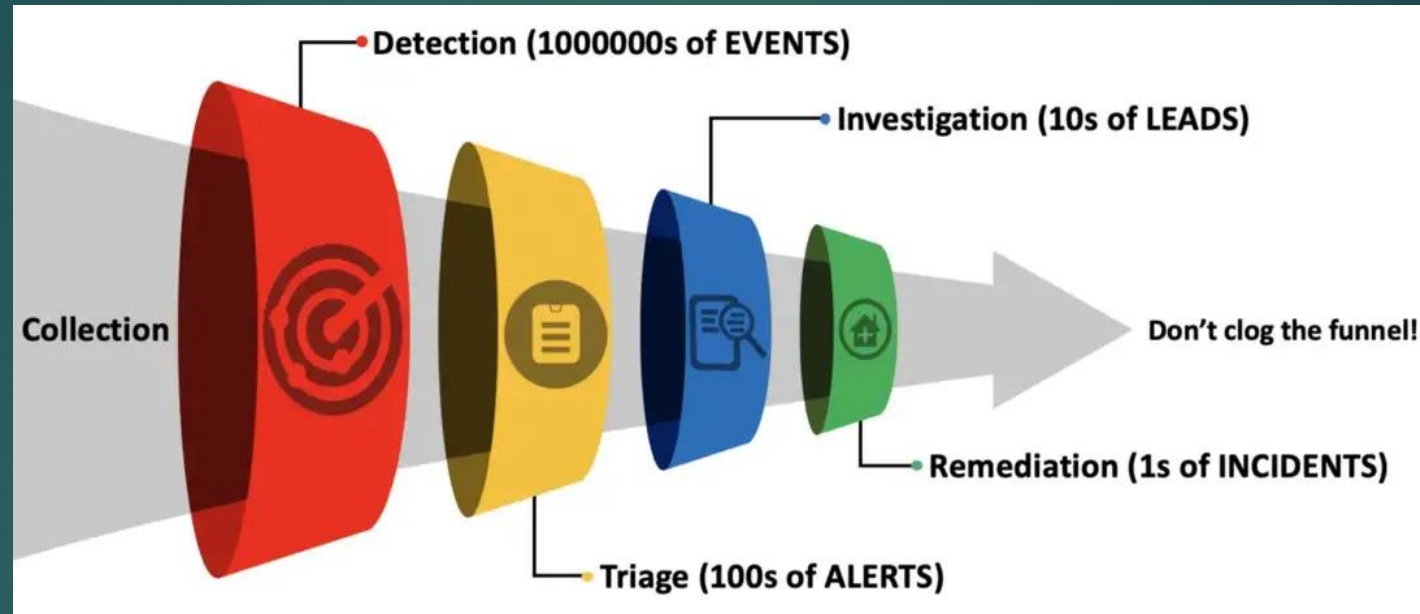 Detection (1000000s of EVENTS)
Investigation (10s of LEADS)
Collection
Don’t clog the funnel!
Remediation (1s of INCIDENTS)
Triage (100s of ALERTS)